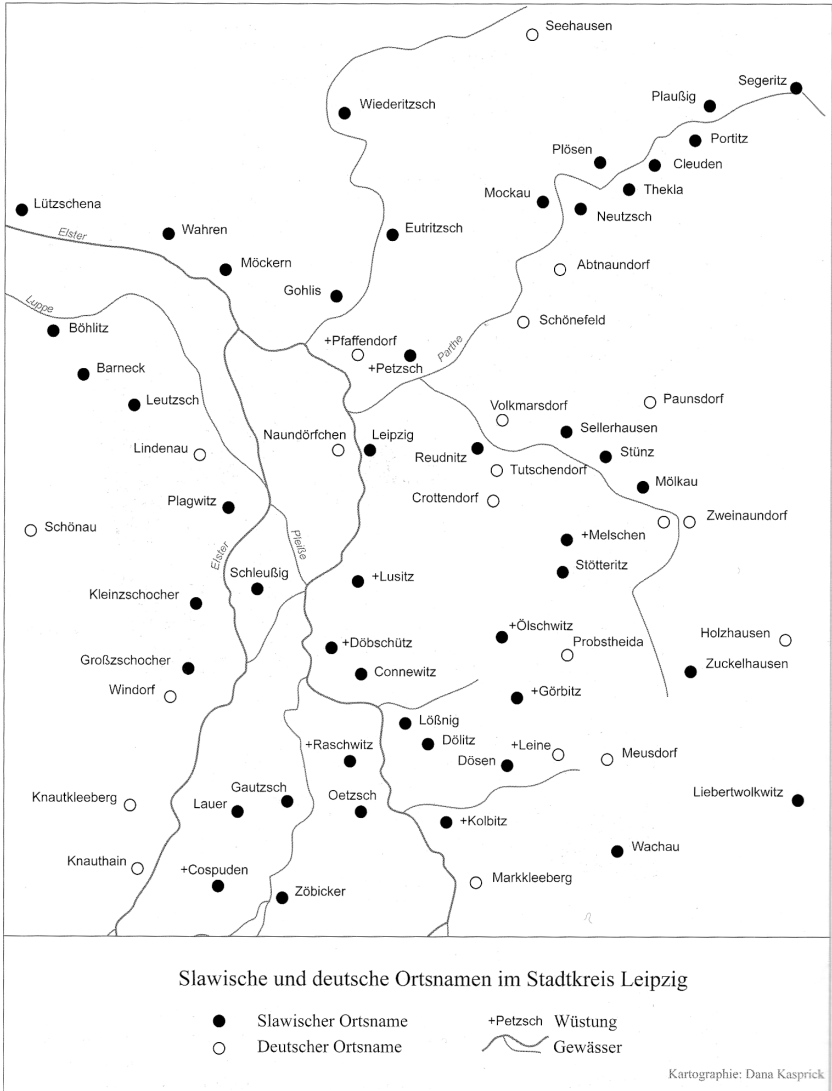 Seehausen
Segeritz
Plaußig
Wiederitzsch
Portitz
Plösen
Cleuden
Thekla
Mockau
Neutzsch
Lützschena
Wahren
Eutritzsch
Elster
Möckern
Abtnaundorf
Gohlis
Luppe
Böhlitz
Schönefeld
+Pfaffendorf
Parthe
+Petzsch
Barneck
Leutzsch
Volkmarsdorf
Paunsdorf
Sellerhausen
Naundörfchen
Leipzig
Lindenau
Reudnitz
Stünz
Tutschendorf
Mölkau
Crottendorf
Plagwitz
Zweinaundorf
Schönau
+Melschen
Pleiße
Elster
Stötteritz
Schleußig
+Lusitz
Kleinzschocher
+Ölschwitz
Holzhausen
Probstheida
+Döbschütz
Großzschocher
Zuckelhausen
Connewitz
Windorf
+Görbitz
Lößnig
Dölitz
+Raschwitz
+Leine
Meusdorf
Dösen
Gautzsch
Oetzsch
Liebertwolkwitz
Knautkleeberg
Lauer
+Kolbitz
Wachau
Knauthain
+Cospuden
Markkleeberg
Zöbicker
Slawische und deutsche Ortsnamen im Stadtkreis Leipzig
Slawischer Ortsname
+Petzsch Wüstung
Deutscher Ortsname
Gewässer
Kartographie: Dana Kasprick